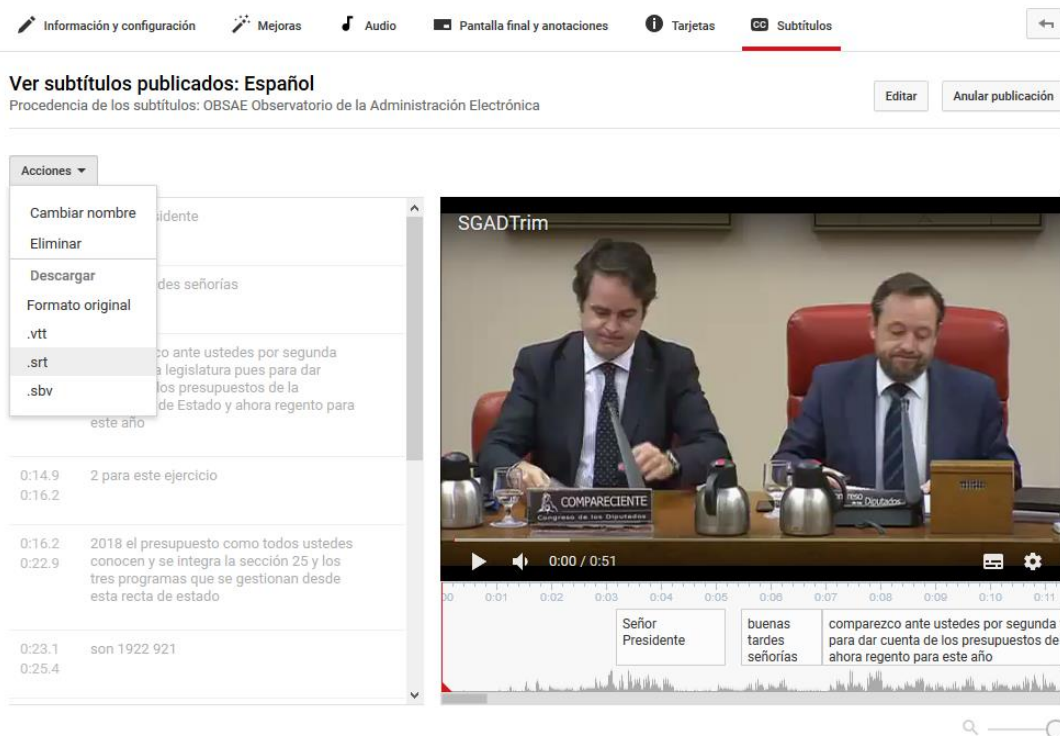 Información y configuración
Mejoras
Audio
Pantalla final y anotaciones
Tarjetas
CC Subtítulos
Ver subtítulos publicados: Español
Procedencia de los subtítulos: OBSAE Observatorio de la Administración Electrónica
Editar
Anular publicación
Acciones
Cambiar nombre
Eliminar
Descargar
Formato original
.vtt
.srt
.sbv
sidente
des señorías
co ante ustedes por segunda
a legislatura pues para dar
los presupuestos de la
de Estado y ahora regento para
este año
0:14.9
0:16.2
2 para este ejercicio
0:16.2
0:22.9
2018 el presupuesto como todos ustedes
conocen y se integra la sección 25 y los
tres programas que se gestionan desde
esta recta de estado
0:23.1
0:25.4
son 1922 921
SGADTrim
COMPARECIENTE
Congreso de los Diputados
Diputados
0:00 / 0:51
00 0:01 0:02 0:03 0:04 0:05 0:06 0:07 0:08 0:09 0:10 0:11
Señor
Presidente
buenas
tardes
señorías
comparezco ante ustedes por segunda
para dar cuenta de los presupuestos de
ahora regento para este año